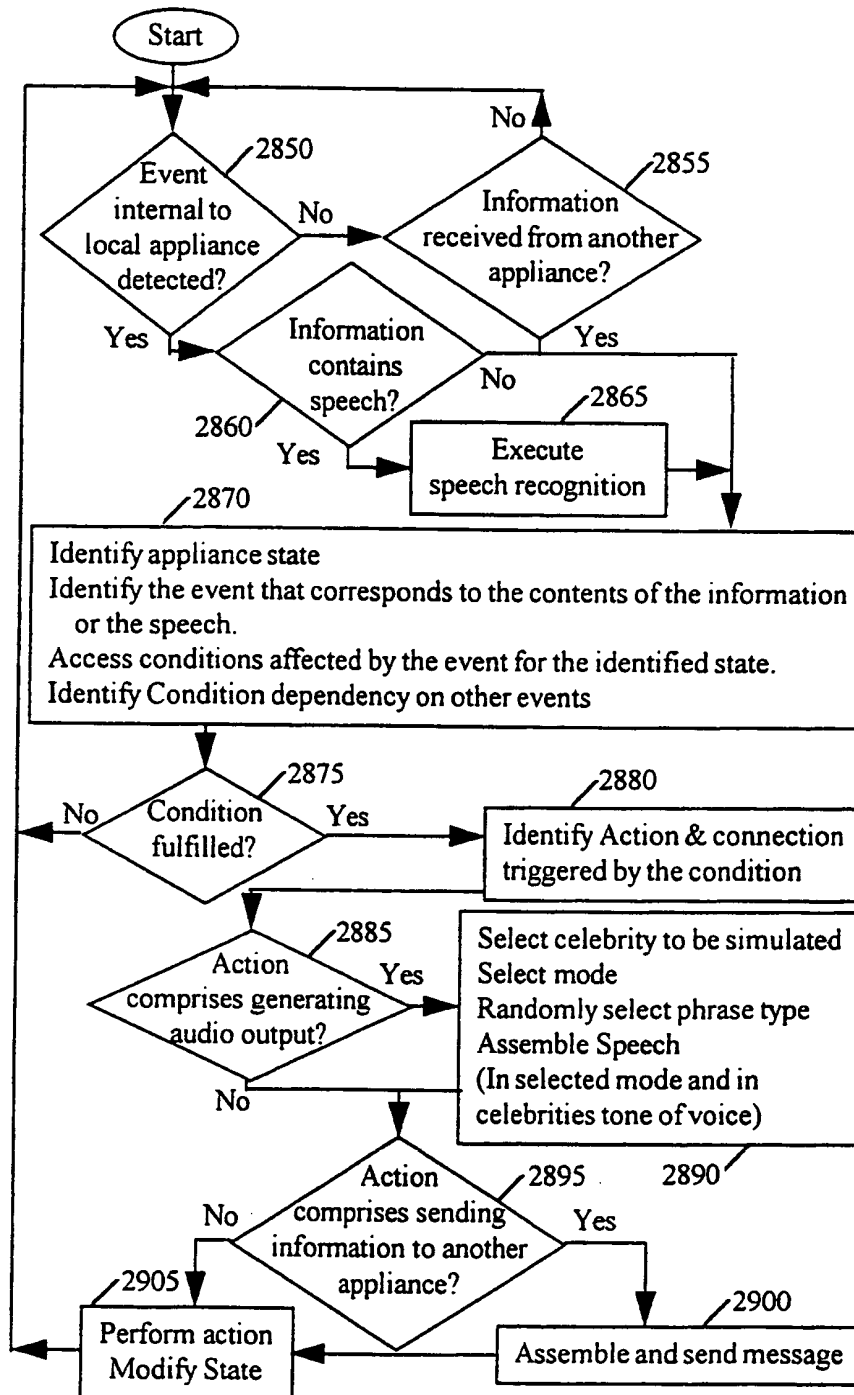 Start
No
2850
2855
Event
internal to
local appliance
detected?
No
Information
received from another
appliance?
Yes
Information
contains
speech?
No
Yes
2860
Yes
2865
Execute
speech recognition
2870
Identify appliance state
Identify the event that corresponds to the contents of the information
or the speech.
Access conditions affected by the event for the identified state.
Identify Condition dependency on other events
2875
No
Condition
fulfilled?
Yes
2880
Identify Action & connection
triggered by the condition
2885
Action
comprises generating
audio output?
Yes
No
Select celebrity to be simulated
Select mode
Randomly select phrase type
Assemble Speech
(In selected mode and in
celebrities tone of voice)
2890
2895
No
Action
comprises sending
information to another
appliance?
Yes
2905
Perform action
Modify State
2900
Assemble and send message